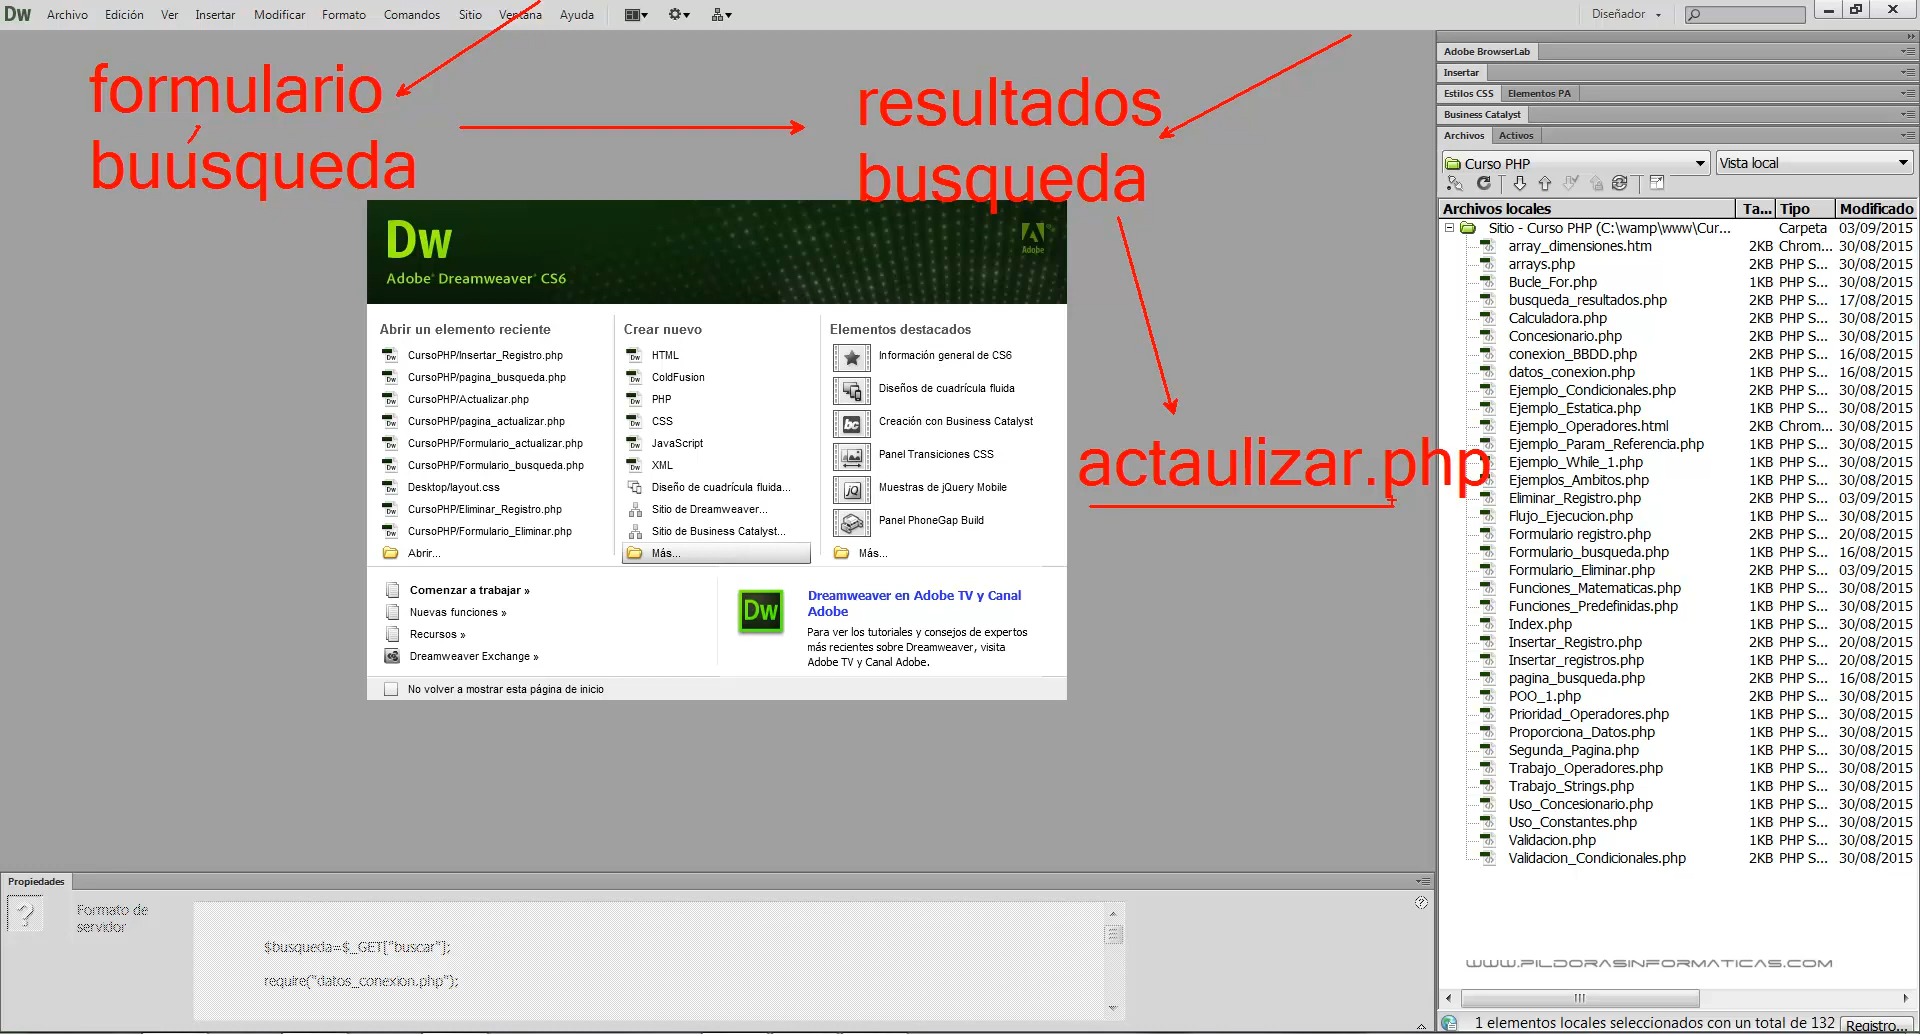 Dw Archivo Edición Ver Insertar Modificar Formato Comandos Sitio Ventana Ayuda Diseñador
formulario
buúsqueda
resultados
busqueda
actaulizar.php
Dw
Adobe Dreamweaver CS6
Adobe
Abrir un elemento reciente
CursoPHP/Insertar_Registro.php
CursoPHP/pagina_busqueda.php
CursoPHP/Actualizar.php
CursoPHP/pagina_actualizar.php
CursoPHP/Formulario_actualizar.php
CursoPHP/Formulario_busqueda.php
Desktop/layout.css
CursoPHP/Eliminar_Registro.php
CursoPHP/Formulario_Eliminar.php
Abrir...
Crear nuevo
HTML
ColdFusion
PHP
CSS
JavaScript
XML
Diseño de cuadrícula fluida...
Sitio de Dreamweaver...
Sitio de Business Catalyst...
Más...
Elementos destacados
Información general de CS6
Diseños de cuadrícula fluida
bc Creación con Business Catalyst
Panel Transiciones CSS
jQ Muestras de jQuery Mobile
Panel PhoneGap Build
Más...
Comenzar a trabajar »
Nuevas funciones »
Recursos »
Dreamweaver Exchange »
Dw
Dreamweaver en Adobe TV y Canal
Adobe
Para ver los tutoriales y consejos de expertos
más recientes sobre Dreamweaver, visita
Adobe TV y Canal Adobe.
No volver a mostrar esta página de inicio
Propiedades
Formato de
servidor
$busqueda=$_GET["buscar"];
require("datos_conexion.php");
Adobe BrowserLab
Insertar
Estilos CSS Elementos PA
Business Catalyst
Archivos Activos
Curso PHP Vista local
Archivos locales Ta... Tipo Modificado
Sitio - Curso PHP (C:\wamp\www\Cur... Carpeta 03/09/2015
array_dimensiones.htm 2KB Chrom... 30/08/2015
arrays.php 2KB PHP S... 30/08/2015
Bucle_For.php 1KB PHP S... 30/08/2015
busqueda_resultados.php 2KB PHP S... 17/08/2015
Calculadora.php 2KB PHP S... 30/08/2015
Concesionario.php 2KB PHP S... 30/08/2015
conexion_BBDD.php 2KB PHP S... 16/08/2015
datos_conexion.php 1KB PHP S... 16/08/2015
Ejemplo_Condicionales.php 2KB PHP S... 30/08/2015
Ejemplo_Estatica.php 1KB PHP S... 30/08/2015
Ejemplo_Operadores.html 2KB Chrom... 30/08/2015
Ejemplo_Param_Referencia.php 1KB PHP S... 30/08/2015
Ejemplo_While_1.php 1KB PHP S... 30/08/2015
Ejemplos_Ambitos.php 1KB PHP S... 30/08/2015
Eliminar_Registro.php 2KB PHP S... 03/09/2015
Flujo_Ejecucion.php 1KB PHP S... 30/08/2015
Formulario registro.php 2KB PHP S... 20/08/2015
Formulario_busqueda.php 1KB PHP S... 16/08/2015
Formulario_Eliminar.php 2KB PHP S... 03/09/2015
Funciones_Matematicas.php 1KB PHP S... 30/08/2015
Funciones_Predefinidas.php 1KB PHP S... 30/08/2015
Index.php 1KB PHP S... 30/08/2015
Insertar_Registro.php 2KB PHP S... 20/08/2015
Insertar_registros.php 1KB PHP S... 20/08/2015
pagina_busqueda.php 2KB PHP S... 16/08/2015
POO_1.php 2KB PHP S... 30/08/2015
Prioridad_Operadores.php 1KB PHP S... 30/08/2015
Proporciona_Datos.php 1KB PHP S... 30/08/2015
Segunda_Pagina.php 1KB PHP S... 30/08/2015
Trabajo_Operadores.php 1KB PHP S... 30/08/2015
Trabajo_Strings.php 1KB PHP S... 30/08/2015
Uso_Concesionario.php 1KB PHP S... 30/08/2015
Uso_Constantes.php 1KB PHP S... 30/08/2015
Validacion.php 1KB PHP S... 30/08/2015
Validacion_Condicionales.php 2KB PHP S... 30/08/2015
WWW.PILDORASINFORMATICAS.COM
1 elementos locales seleccionados con un total de 132 Registro...